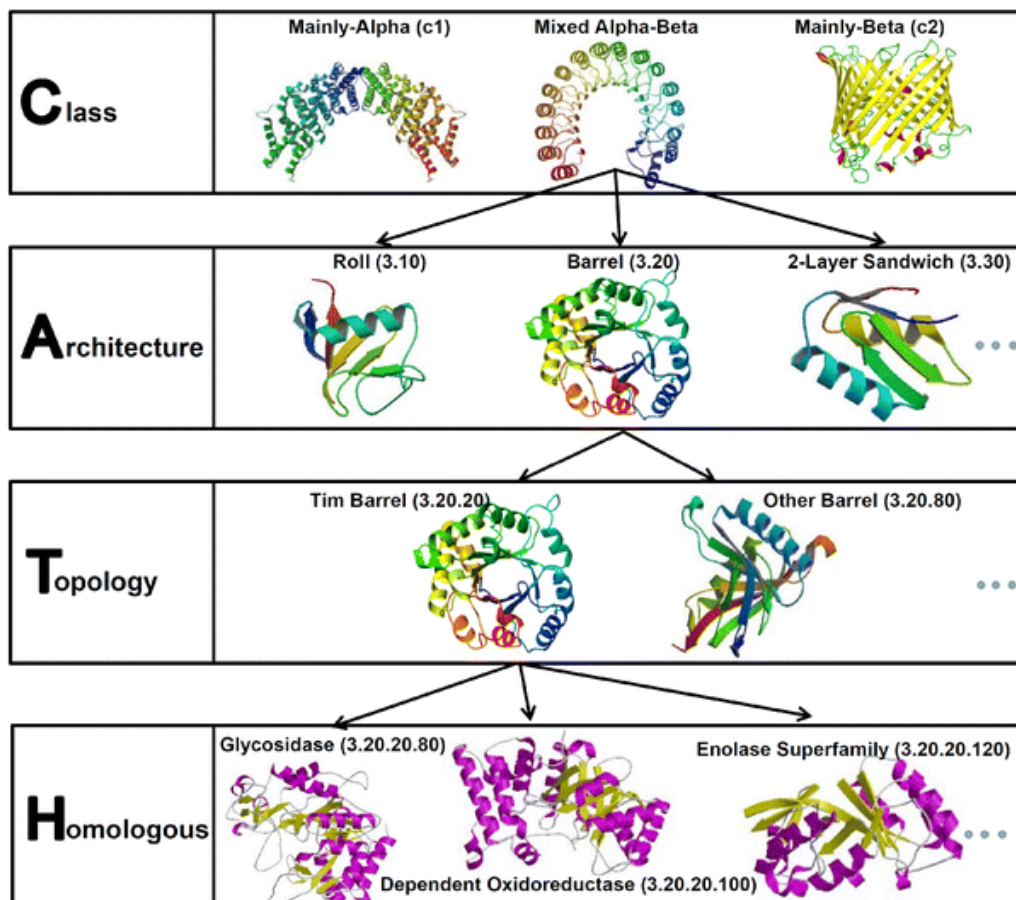 Class
Mainly-Alpha (c1)
Mixed Alpha-Beta
Mainly-Beta (c2)
Architecture
Roll (3.10)
Barrel (3.20)
2-Layer Sandwich (3.30)
Topology
Tim Barrel (3.20.20)
Other Barrel (3.20.80)
Homologous
Glycosidase (3.20.20.80)
Dependent Oxidoreductase (3.20.20.100)
Enolase Superfamily (3.20.20.120)